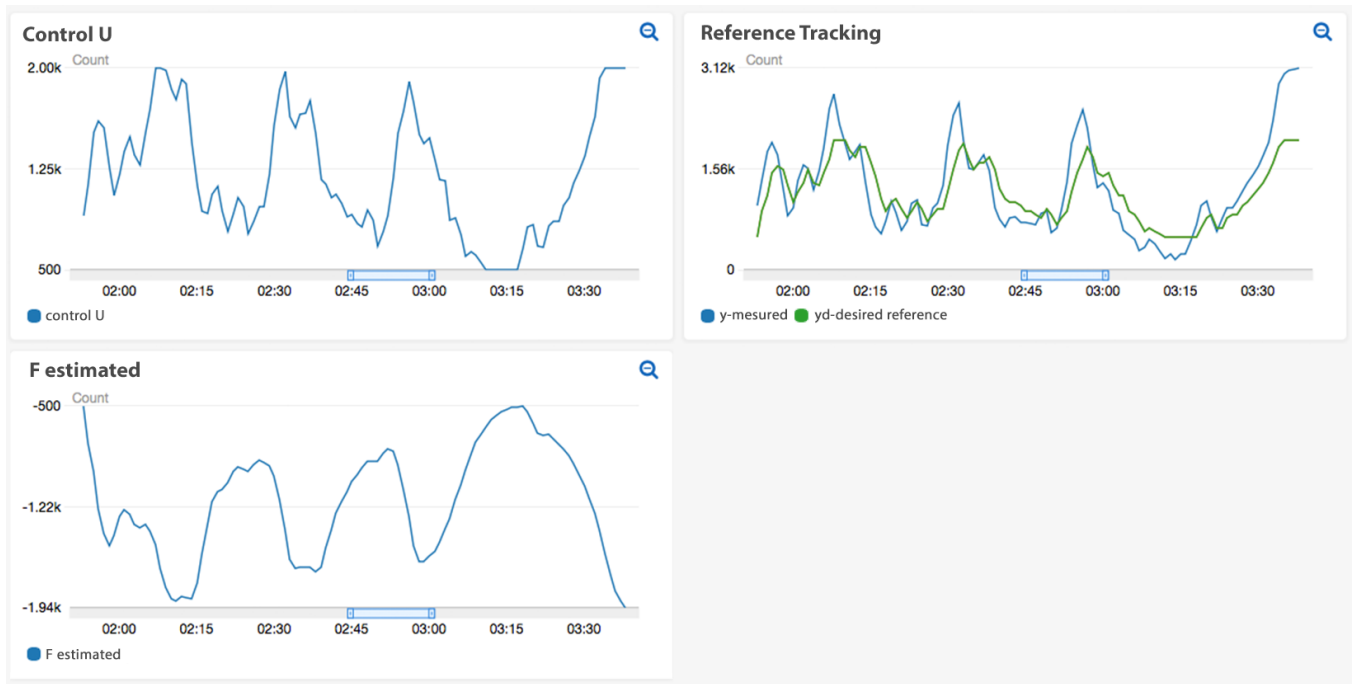 Control U
Count
2.00k
1.25k
500
02:00 02:15 02:30 02:45 03:00 03:15 03:30
control U
Reference Tracking
Count
3.12k
1.56k
0
02:00 02:15 02:30 02:45 03:00 03:15 03:30
y-mesured yd-desired reference
F estimated
Count
-500
-1.22k
-1.94k
02:00 02:15 02:30 02:45 03:00 03:15 03:30
F estimated